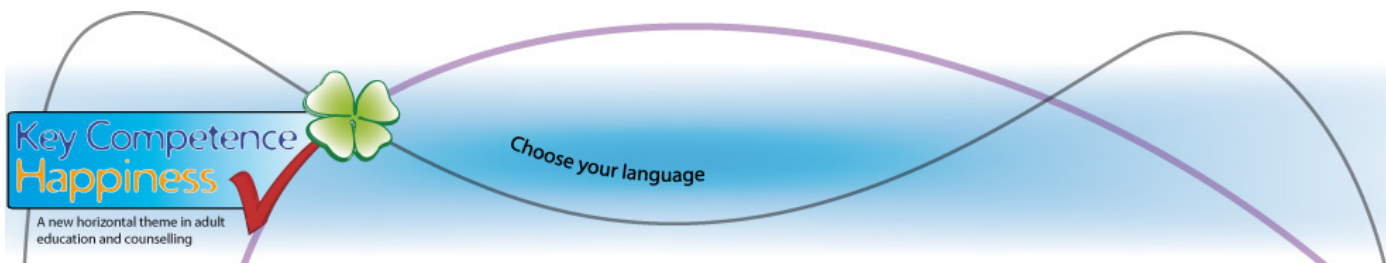 Key Competence
Happiness
A new horizontal theme in adult
education and counselling
Choose your language